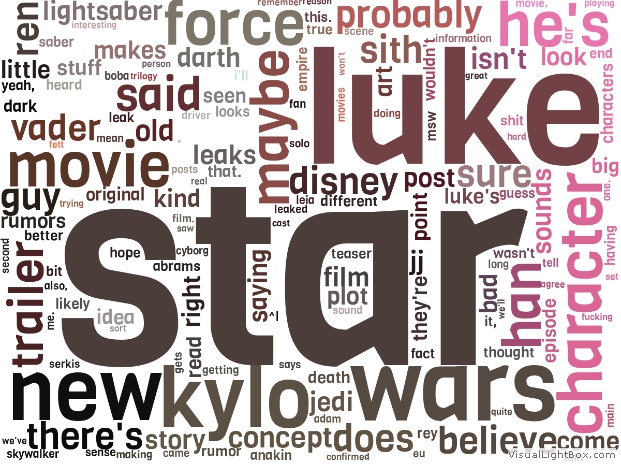 ren lightsaber interesting force remember reason this. true scene probably movie. playing he's
saber makes person darth i'll empire sith information isn't far look end
little stuff boba trilogy won't art wouldn't great characters
yeah, heard said seen maybe fan movies luke doing msw shit hard
dark leak driver looks
vader mean old solo
fett leaks
movie posts that. disney post sure big
guy trying original kind real leia different luke's guess sounds one.
rumors film. saw leaked cast point character
better star wasn't
second trailer hope cyborg saying teaser jj long tell having
bit abrams film han bad
also, right plot they're it, we'll agree set
likely idea sound episode fucking
me. sort ^I
read fact thought
serkis gets getting says
new kylo death wars
jedi
adam quite main
we've there's story concept does rey believe come
skywalker sense making came rumor anakin confirmed eu
VisualLightBox.com